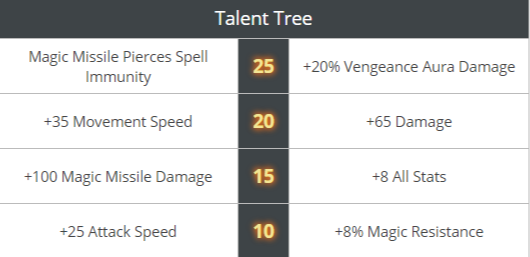 Talent Tree
Magic Missile Pierces Spell
Immunity
25
+20% Vengeance Aura Damage
+35 Movement Speed
20
+65 Damage
+100 Magic Missile Damage
15
+8 All Stats
+25 Attack Speed
10
+8% Magic Resistance